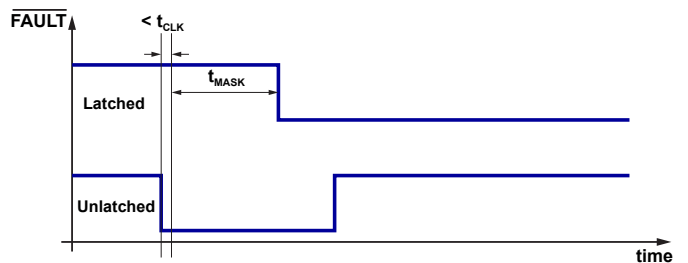 FAULT
< tCLK
tMASK
Latched
Unlatched
time